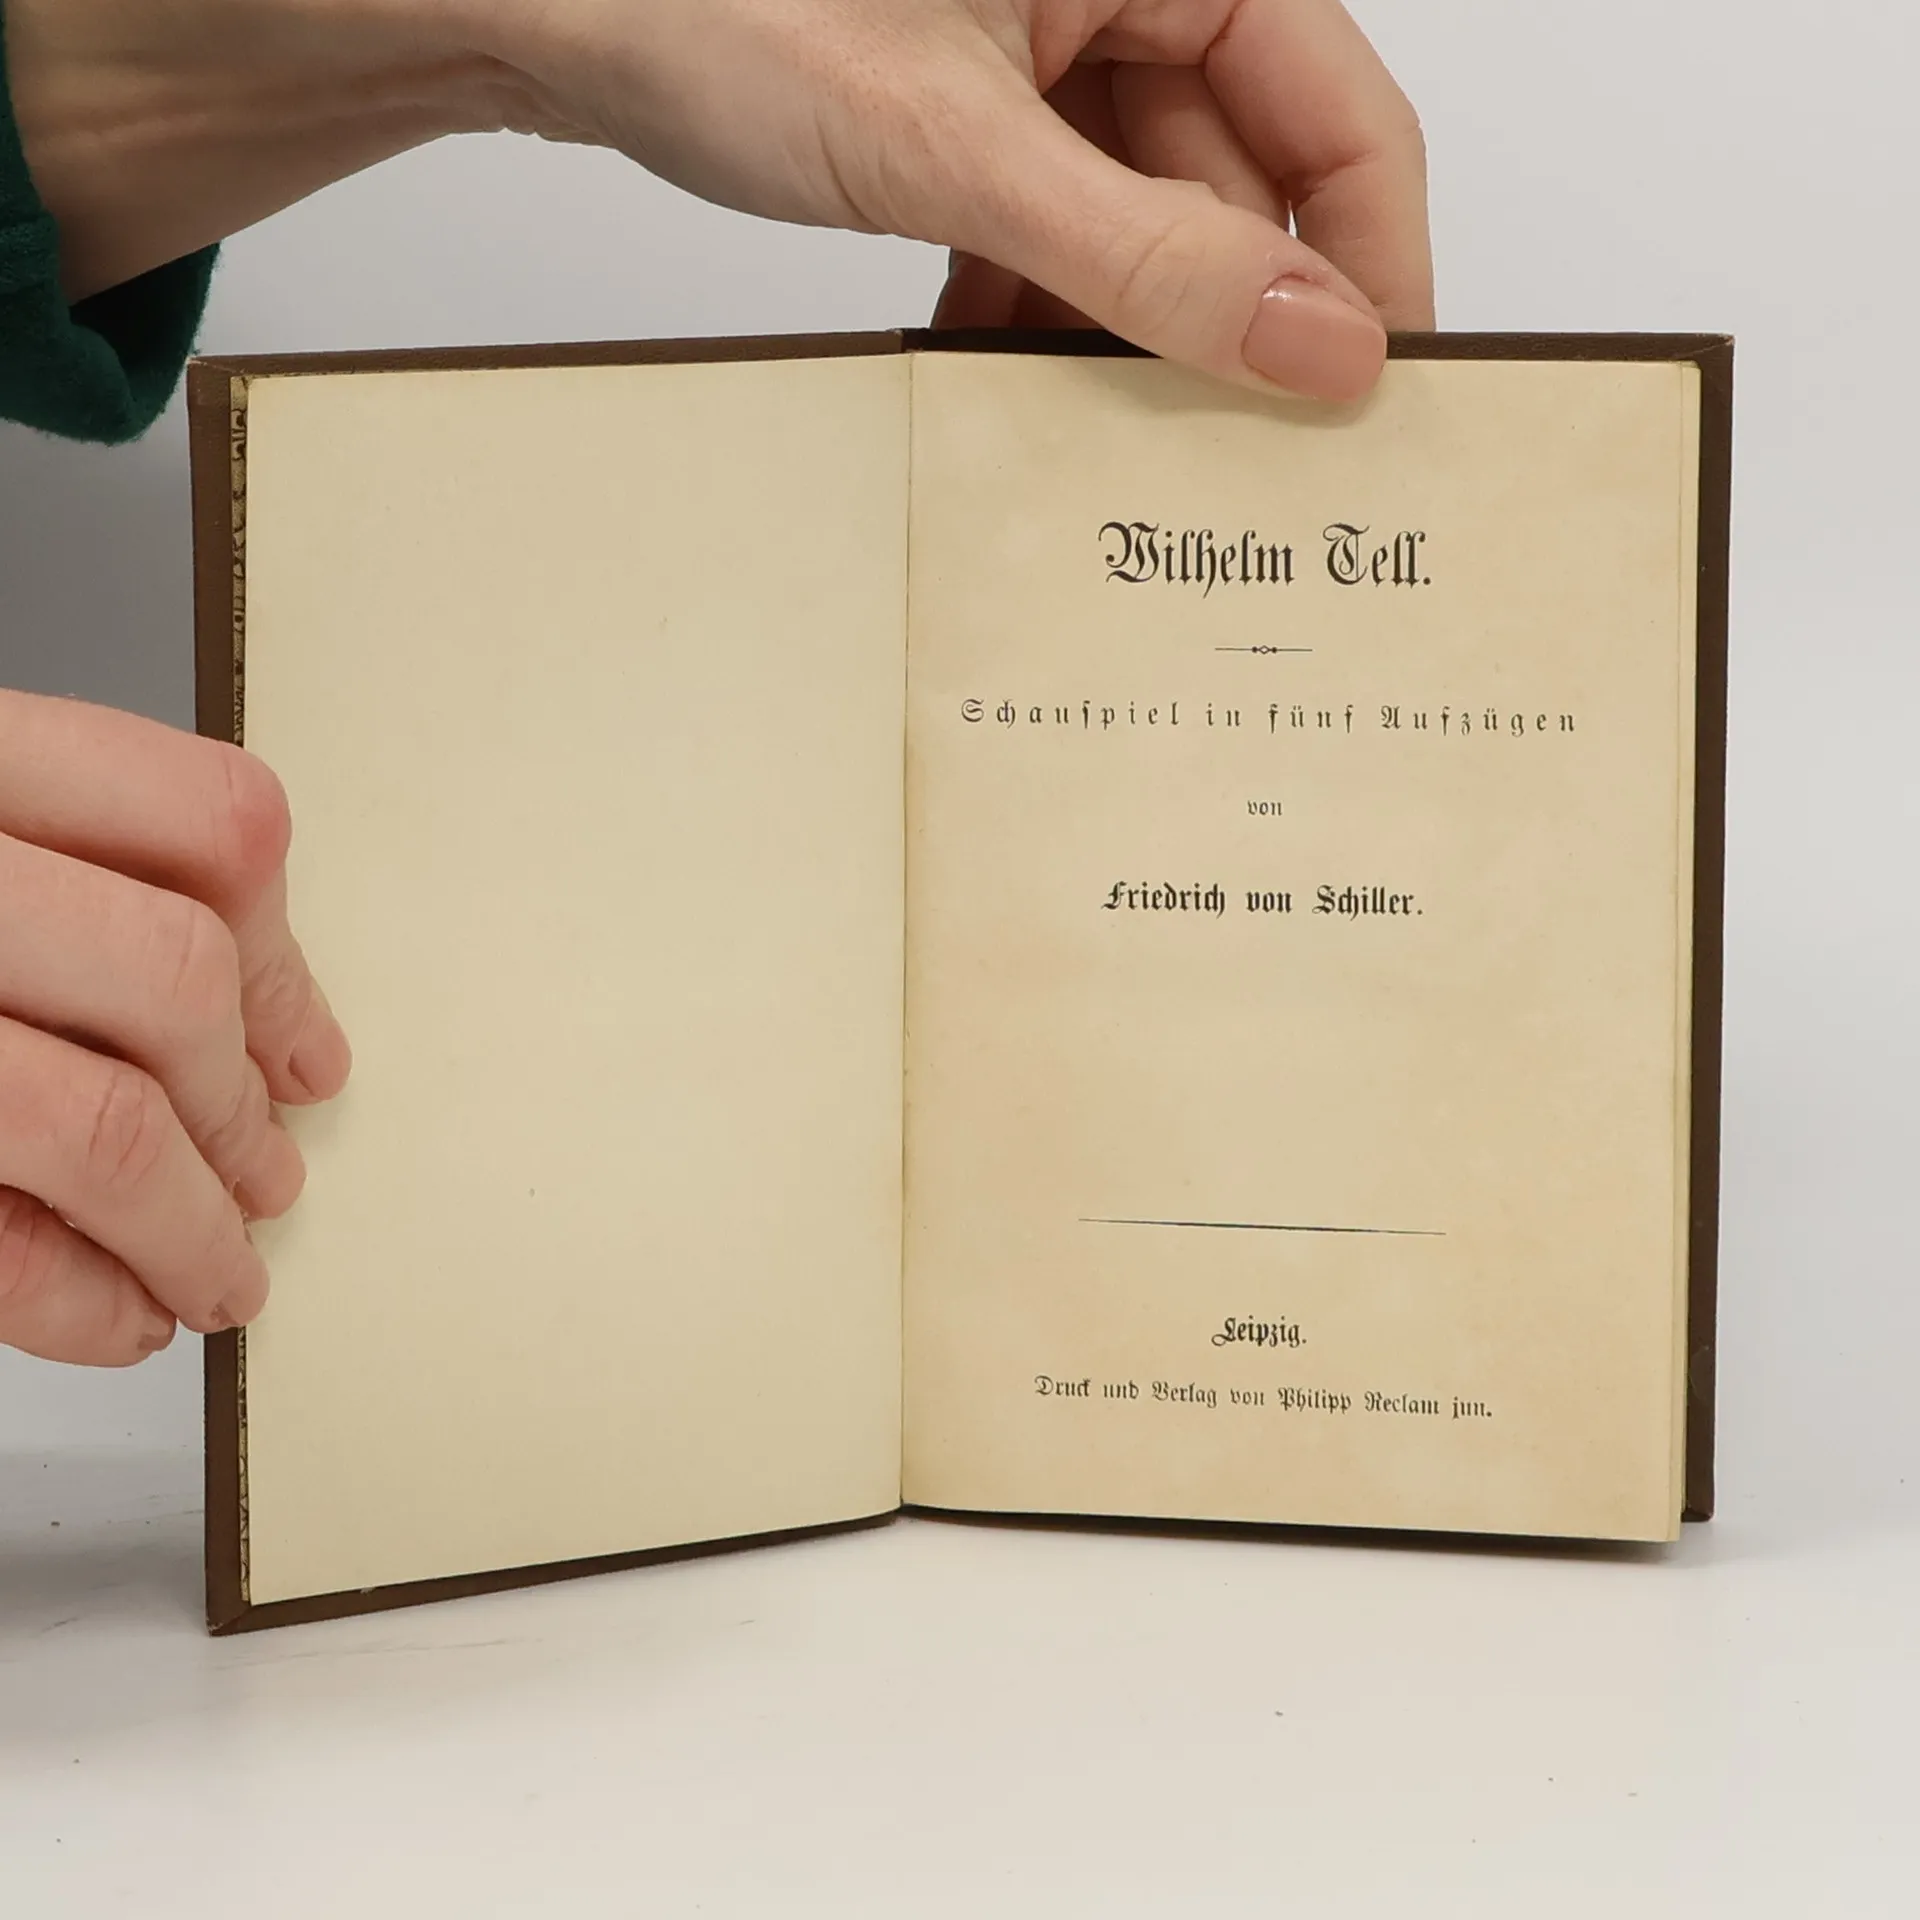 Wilhelm Tell.
Schauſpiel in fünf Aufzügen
von
Friedrich von Schiller.
Leipzig.
Druck und Verlag von Philipp Reclam jun.